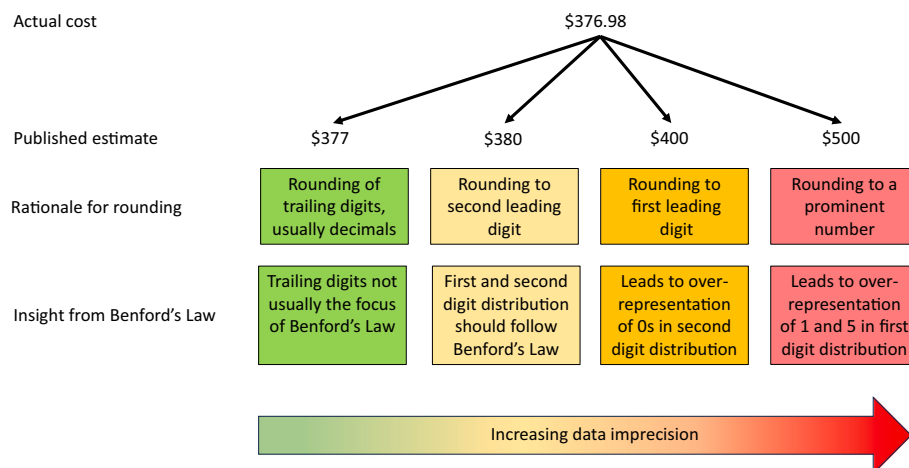 Actual cost
$376.98
Published estimate
$377
$380
$400
$500
Rationale for rounding
Rounding of
trailing digits,
usually decimals
Rounding to
second leading
digit
Rounding to
first leading
digit
Rounding to a
prominent
number
Insight from Benford's Law
Trailing digits not
usually the focus
of Benford's Law
First and second
digit distribution
should follow
Benford's Law
Leads to over-
representation
of 0s in second
digit distribution
Leads to over-
representation
of 1 and 5 in first
digit distribution
Increasing data imprecision